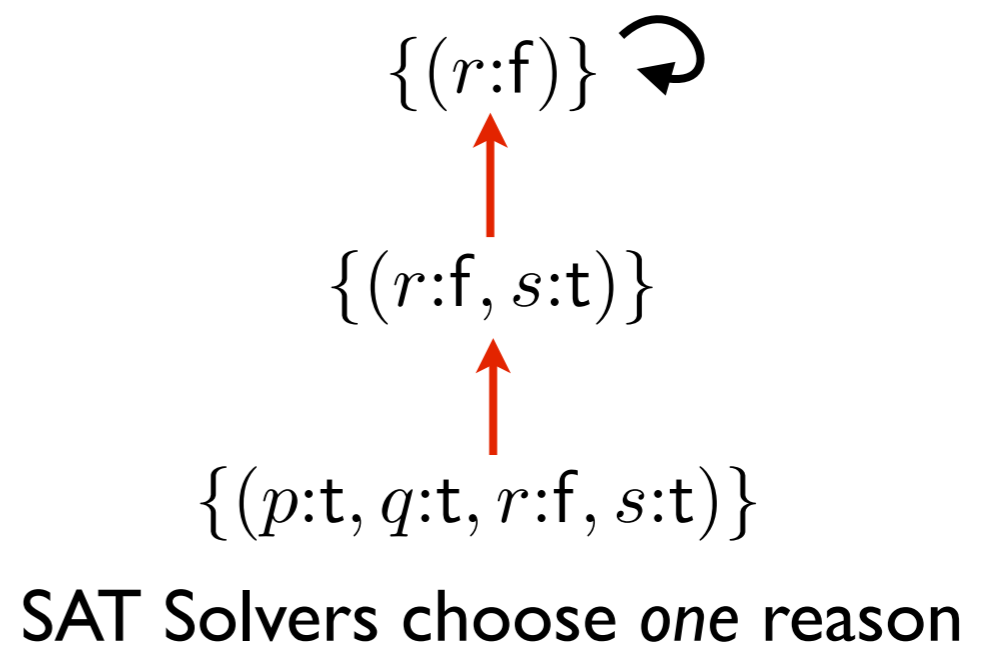 {(r:f)}
{(r:f, s:t)}
{(p:t, q:t, r:f, s:t)}
SAT Solvers choose one reason